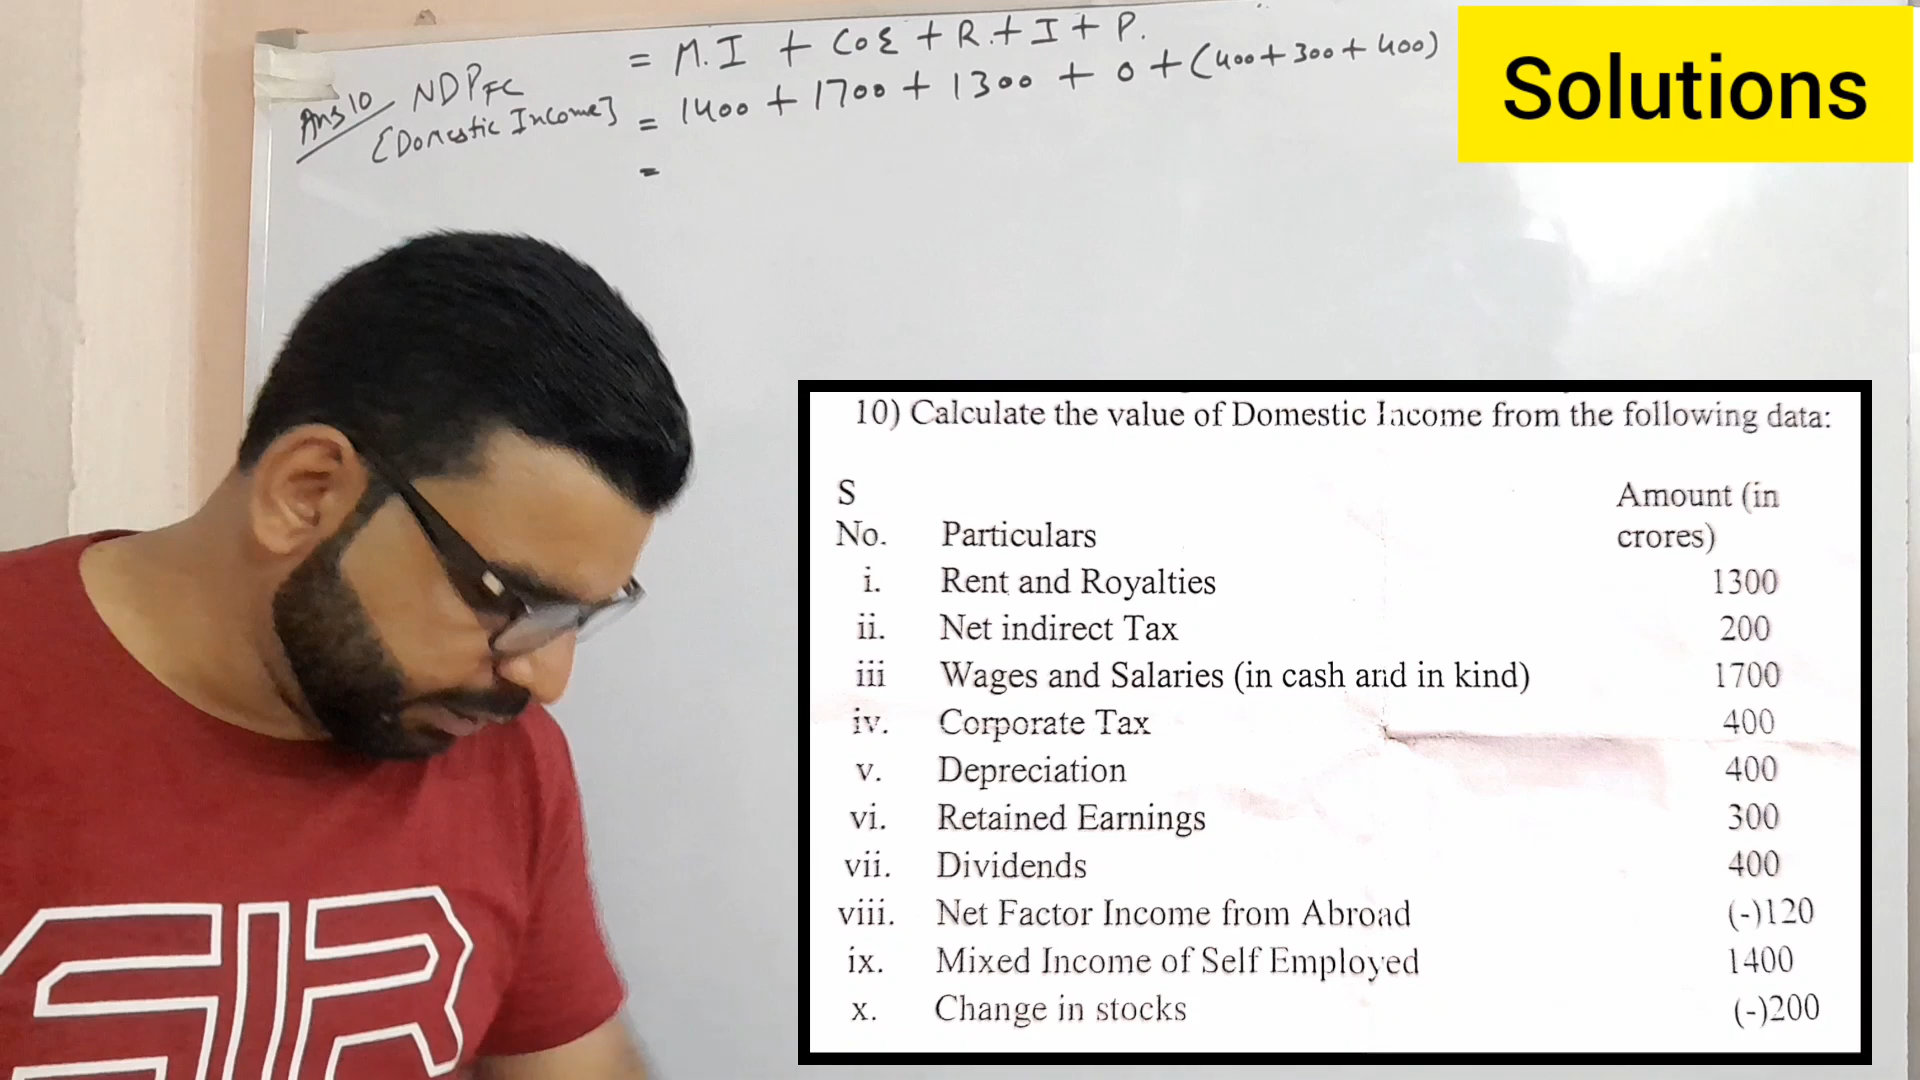 Ans 10 NDPFC = M.I + COE + R.+ I + P.
[Domestic Income] = 1400 + 1700 + 1300 + 0 + (400+300+400)
=
Solutions
10) Calculate the value of Domestic Income from the following data:
S No. Particulars Amount (in crores)
i. Rent and Royalties 1300
ii. Net indirect Tax 200
iii Wages and Salaries (in cash and in kind) 1700
iv. Corporate Tax 400
v. Depreciation 400
vi. Retained Earnings 300
vii. Dividends 400
viii. Net Factor Income from Abroad (-)120
ix. Mixed Income of Self Employed 1400
x. Change in stocks (-)200